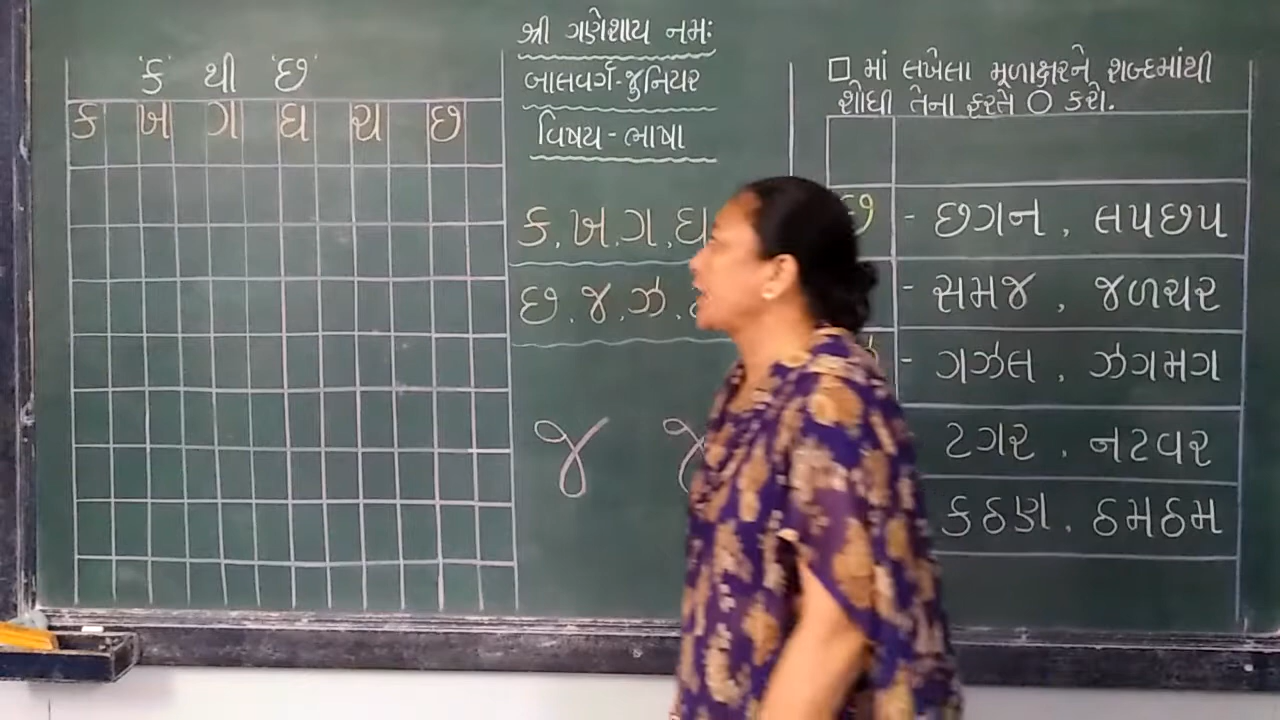 'ક' થી 'છ'
ક ખ ગ ઘ ચ છ
શ્રી ગણેશાય નમઃ
બાલવર્ગ-જુનિયર
વિષય - ભાષા
ક, ખ, ગ, ઘ
છ, જ, ઝ,
જ
□ માં લખેલા મૂળાક્ષરને શબ્દમાંથી
શોધી તેના ફરતે ○ કરો.
છ - છગન , લપછપ
- સમજ , જળચર
- ગઝલ , ઝગમગ
ટગર , નટવર
કઠણ , ઠમઠમ